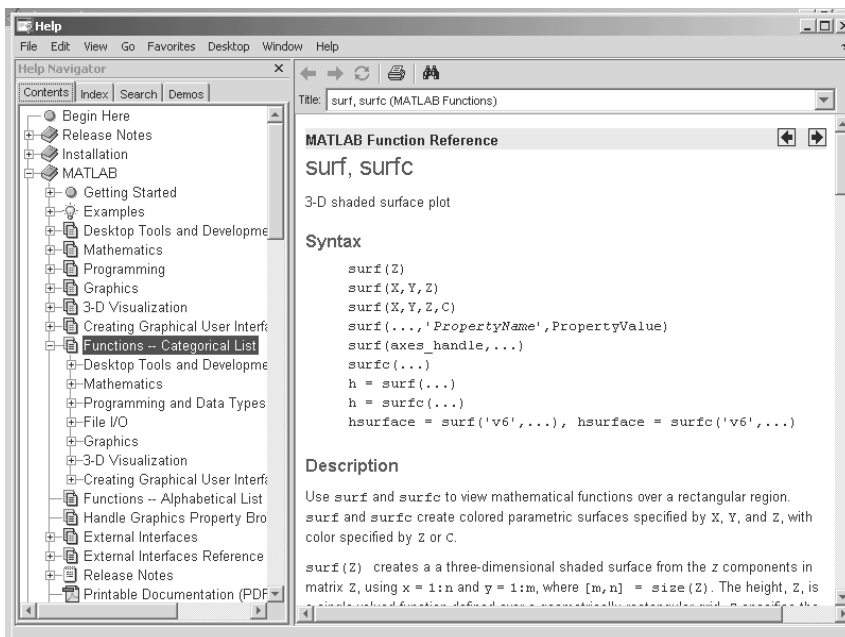 Help
File Edit View Go Favorites Desktop Window Help
Help Navigator
Contents Index Search Demos
Begin Here
Release Notes
Installation
MATLAB
Getting Started
Examples
Desktop Tools and Developme
Mathematics
Programming
Graphics
3-D Visualization
Creating Graphical User Interfa
Functions -- Categorical List
Desktop Tools and Developme
Mathematics
Programming and Data Types
File I/O
Graphics
3-D Visualization
Creating Graphical User Interfa
Functions -- Alphabetical List
Handle Graphics Property Bro
External Interfaces
External Interfaces Reference
Release Notes
Printable Documentation (PDF
Title: surf, surfc (MATLAB Functions)
MATLAB Function Reference
surf, surfc
3-D shaded surface plot
Syntax
surf(Z)
surf(X,Y,Z)
surf(X,Y,Z,C)
surf(...,'PropertyName',PropertyValue)
surf(axes_handle,...)
surfc(...)
h = surf(...)
h = surfc(...)
hsurface = surf('v6',...), hsurface = surfc('v6',...)
Description
Use surf and surfc to view mathematical functions over a rectangular region.
surf and surfc create colored parametric surfaces specified by X, Y, and Z, with
color specified by Z or C.
surf(Z) creates a a three-dimensional shaded surface from the z components in
matrix Z, using x = 1:n and y = 1:m, where [m,n] = size(Z). The height, Z, is